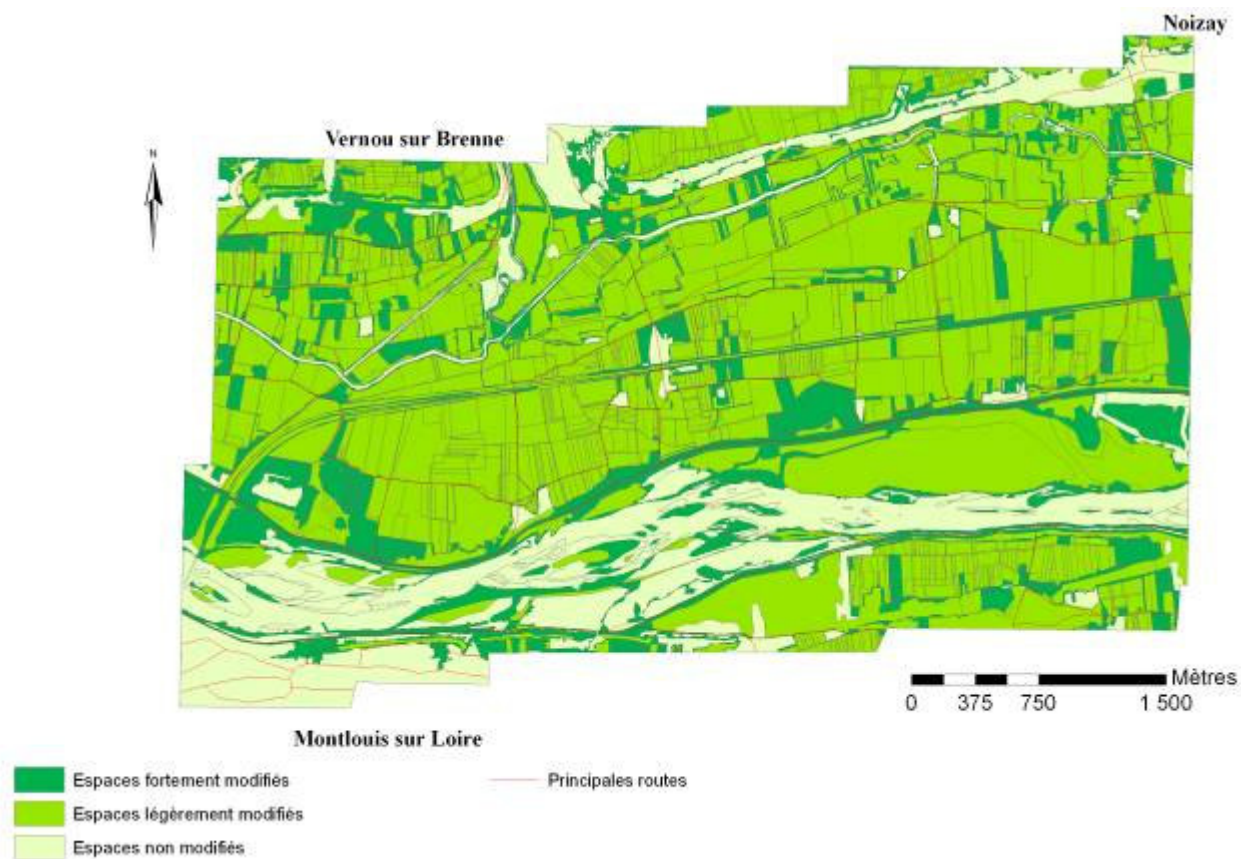 Noizay
Vernou sur Brenne
N
Mètres
0 375 750 1 500
Montlouis sur Loire
Espaces fortement modifiés
Principales routes
Espaces légèrement modifiés
Espaces non modifiés